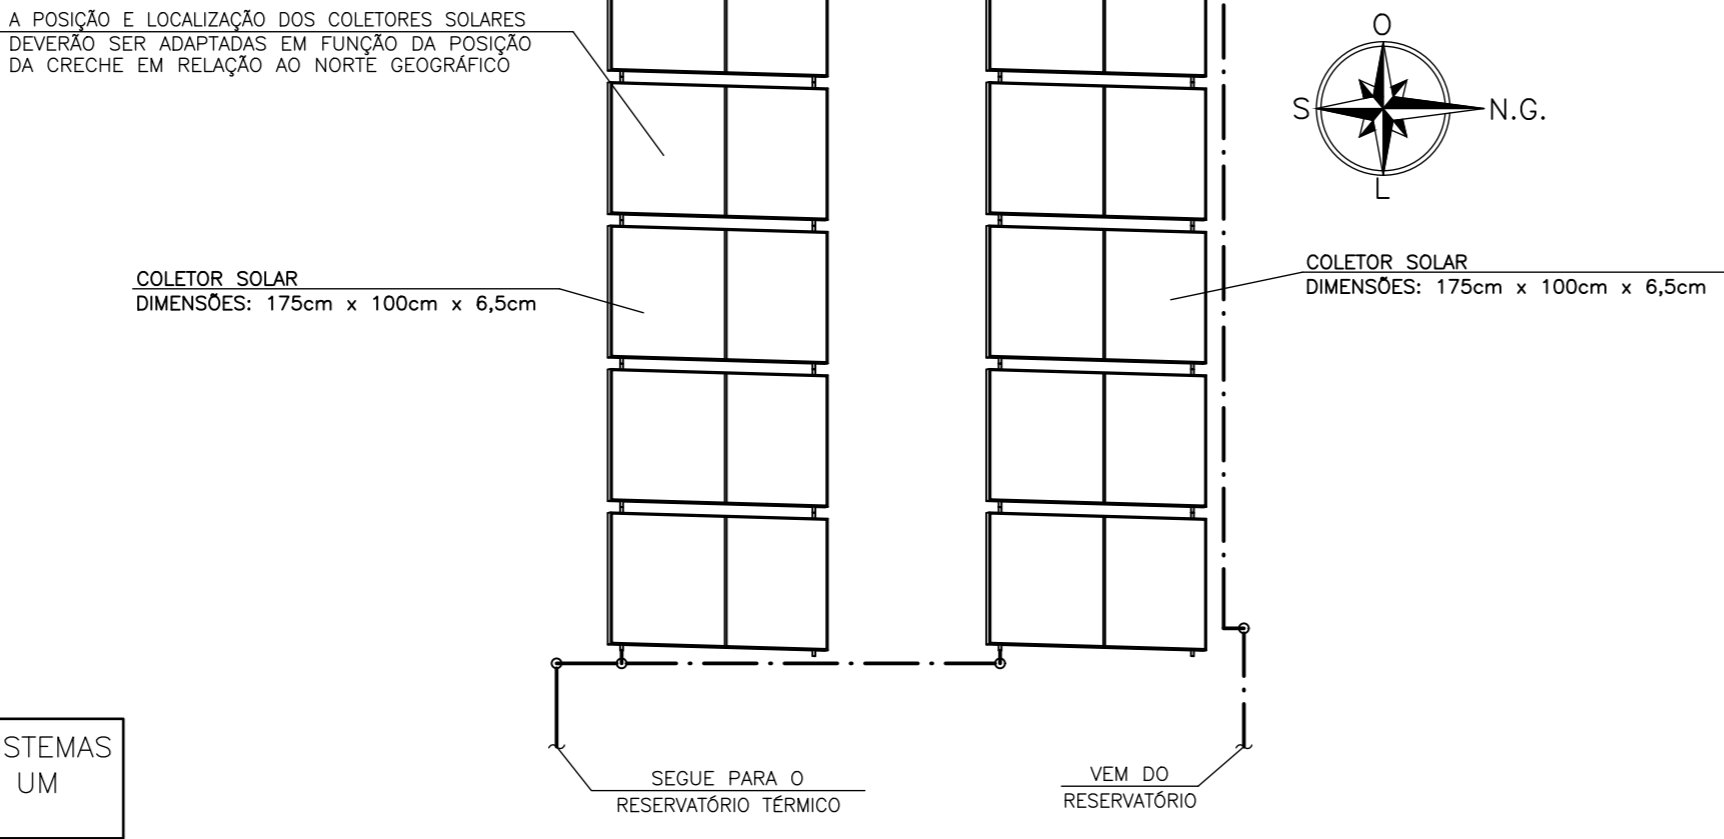 A POSIÇÃO E LOCALIZAÇÃO DOS COLETORES SOLARES
DEVERÃO SER ADAPTADAS EM FUNÇÃO DA POSIÇÃO
DA CRECHE EM RELAÇÃO AO NORTE GEOGRÁFICO
O
S
N.G.
L
COLETOR SOLAR
DIMENSÕES: 175cm x 100cm x 6,5cm
COLETOR SOLAR
DIMENSÕES: 175cm x 100cm x 6,5cm
STEMAS
UM
SEGUE PARA O
RESERVATÓRIO TÉRMICO
VEM DO
RESERVATÓRIO